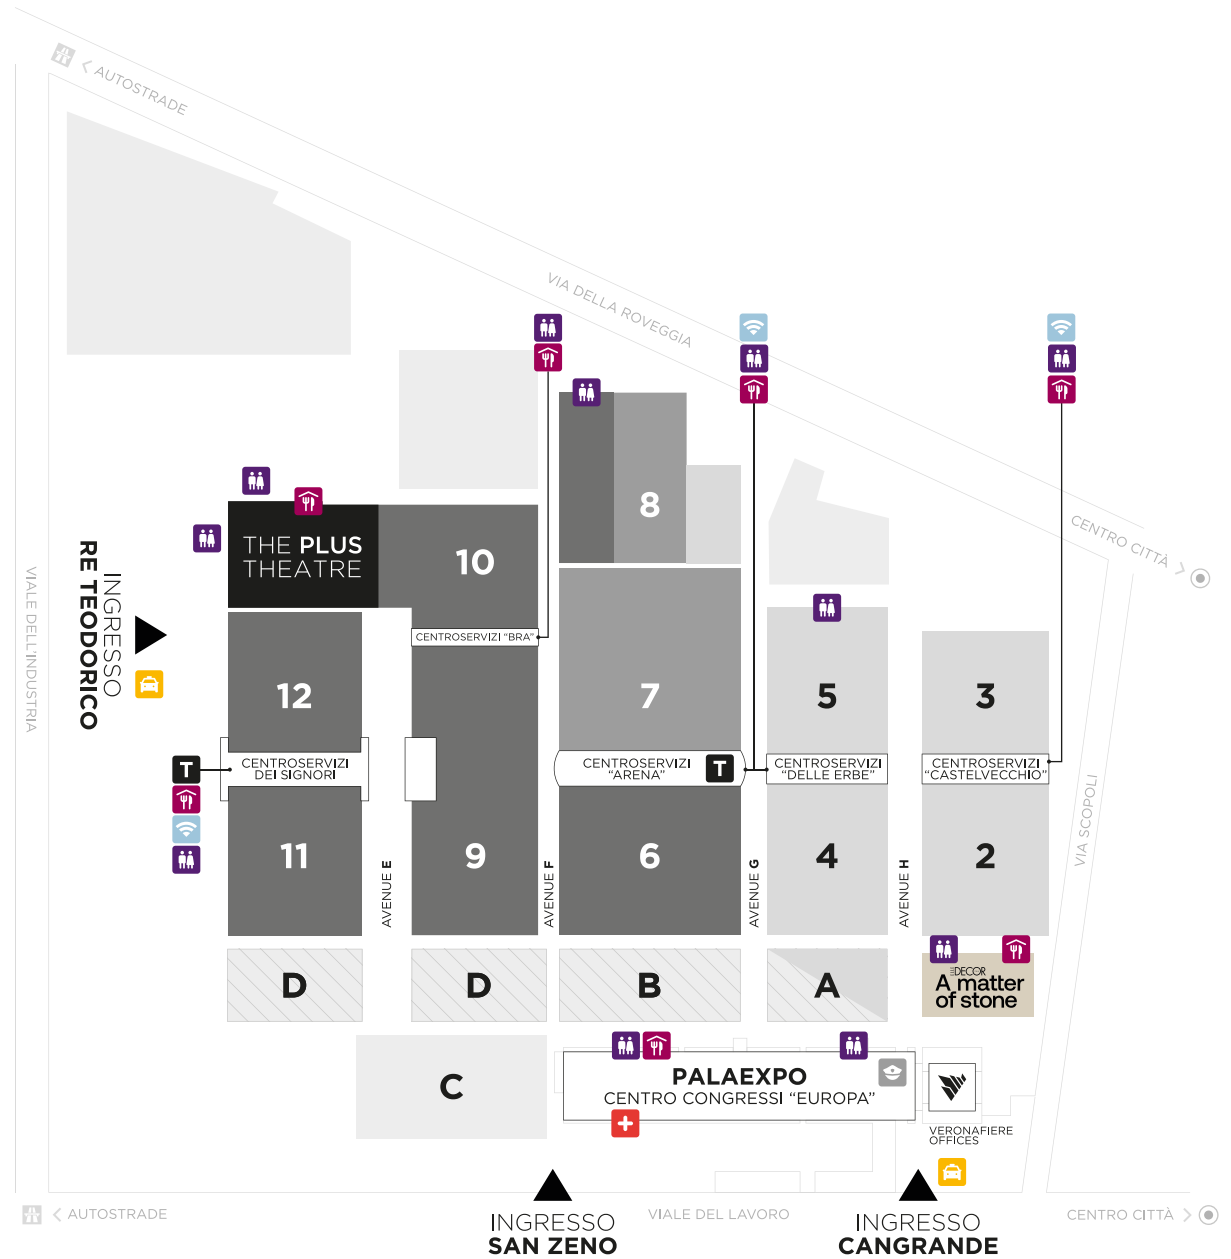 AUTOSTRADE
VIA DELLA ROVEGGIA
8
CENTRO CITTÀ
THE PLUS
THEATRE
10
INGRESSO
RE TEODORICO
VIALE DELL'INDUSTRIA
CENTROSERVIZI "BRA"
12
7
5
3
T
CENTROSERVIZI
DEI SIGNORI
CENTROSERVIZI
"ARENA"
T
CENTROSERVIZI
"DELLE ERBE"
CENTROSERVIZI
"CASTELVECCHIO"
VIA SCOPOLI
11
9
6
4
2
AVENUE E
AVENUE F
AVENUE G
AVENUE H
D
D
B
A
DECOR
A matter
of stone
C
PALAEXPO
CENTRO CONGRESSI "EUROPA"
VERONAFIERE
OFFICES
AUTOSTRADE
INGRESSO
SAN ZENO
VIALE DEL LAVORO
INGRESSO
CANGRANDE
CENTRO CITTÀ